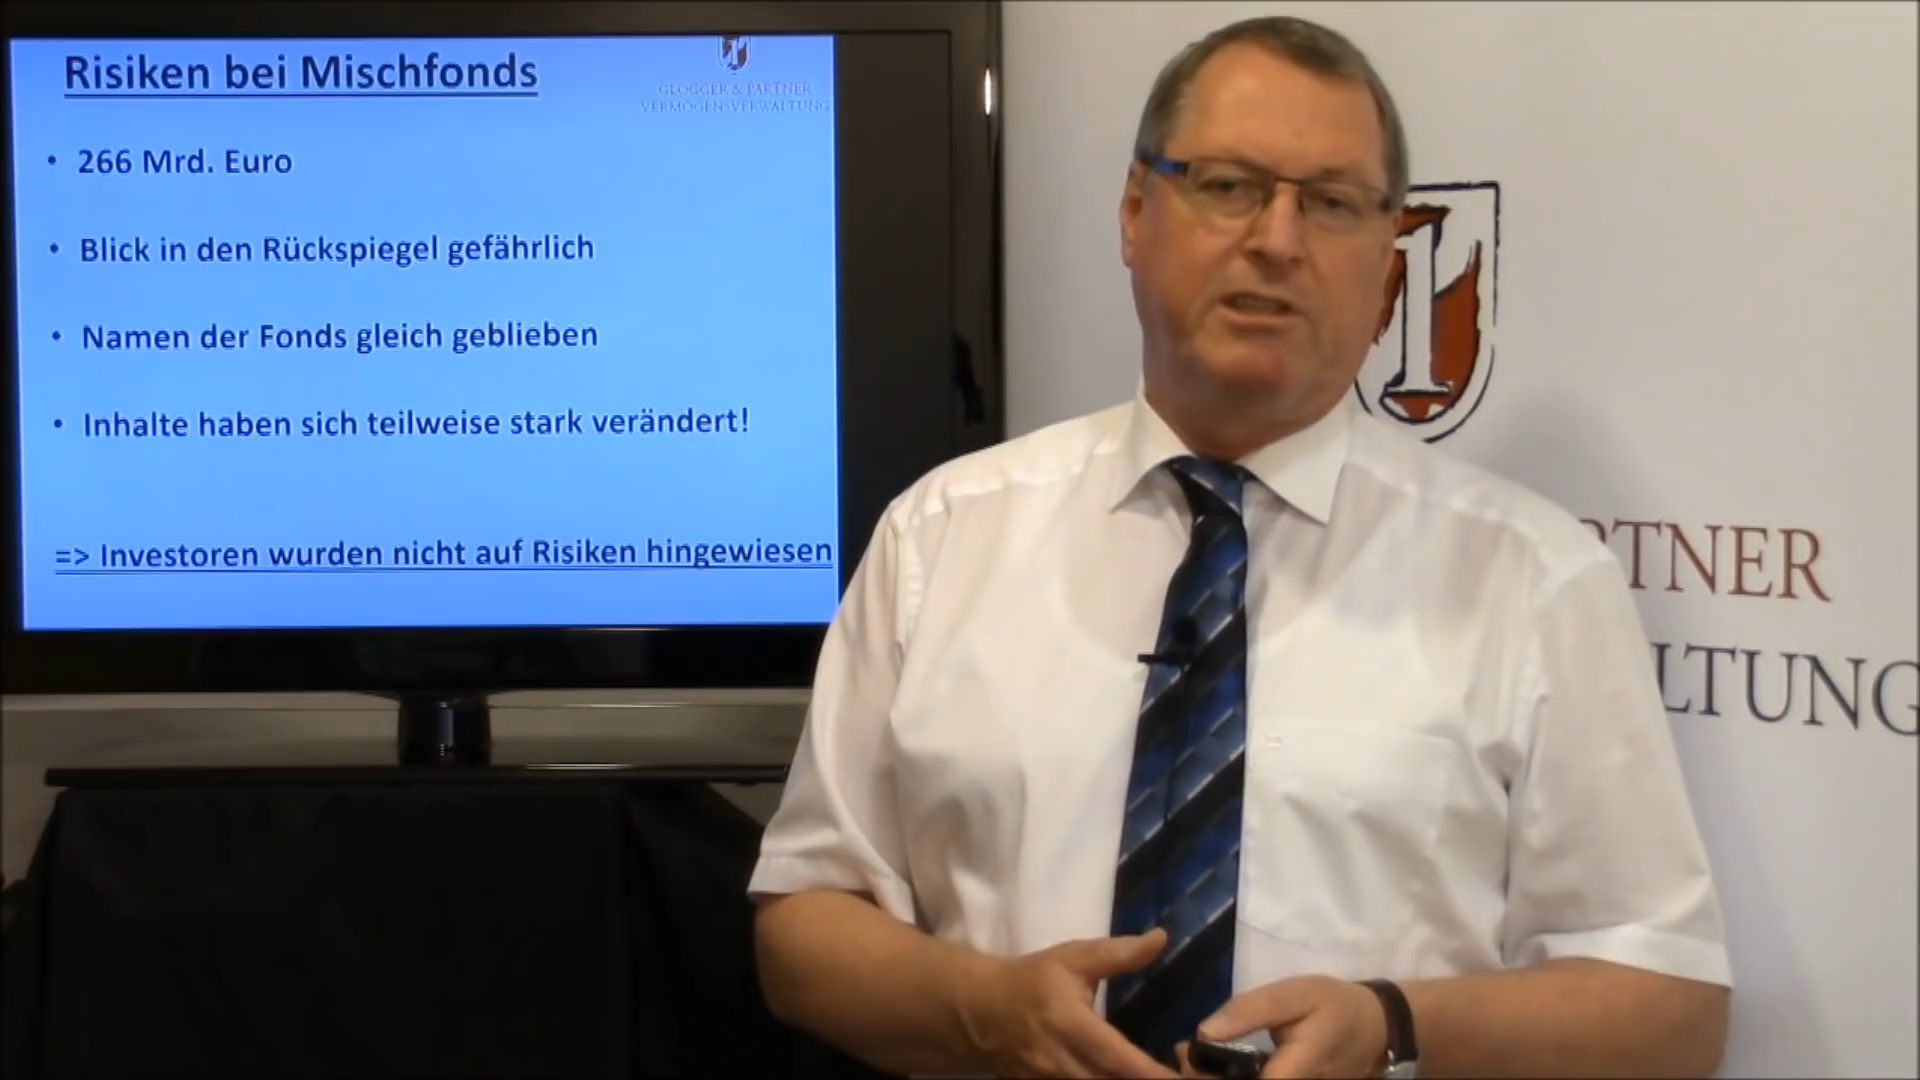 Risiken bei Mischfonds
GLOGGER & PARTNER
VERMÖGENSVERWALTUNG
• 266 Mrd. Euro
• Blick in den Rückspiegel gefährlich
• Namen der Fonds gleich geblieben
• Inhalte haben sich teilweise stark verändert!
=> Investoren wurden nicht auf Risiken hingewiesen
1
RTNER
LTUNG